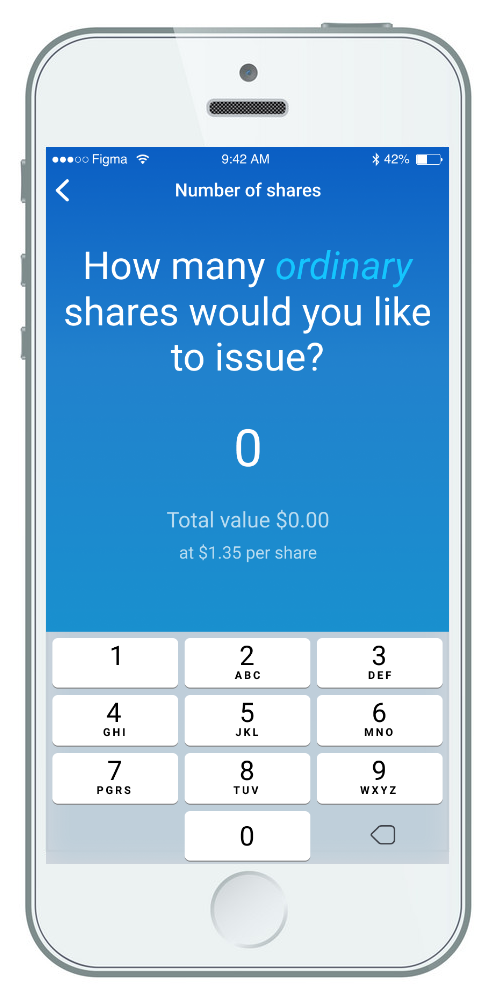 Figma 9:42 AM 42%
Number of shares
How many ordinary
shares would you like
to issue?
0
Total value $0.00
at $1.35 per share
1 2 3
ABC DEF
4 5 6
GHI JKL MNO
7 8 9
PGRS TUV WXYZ
0